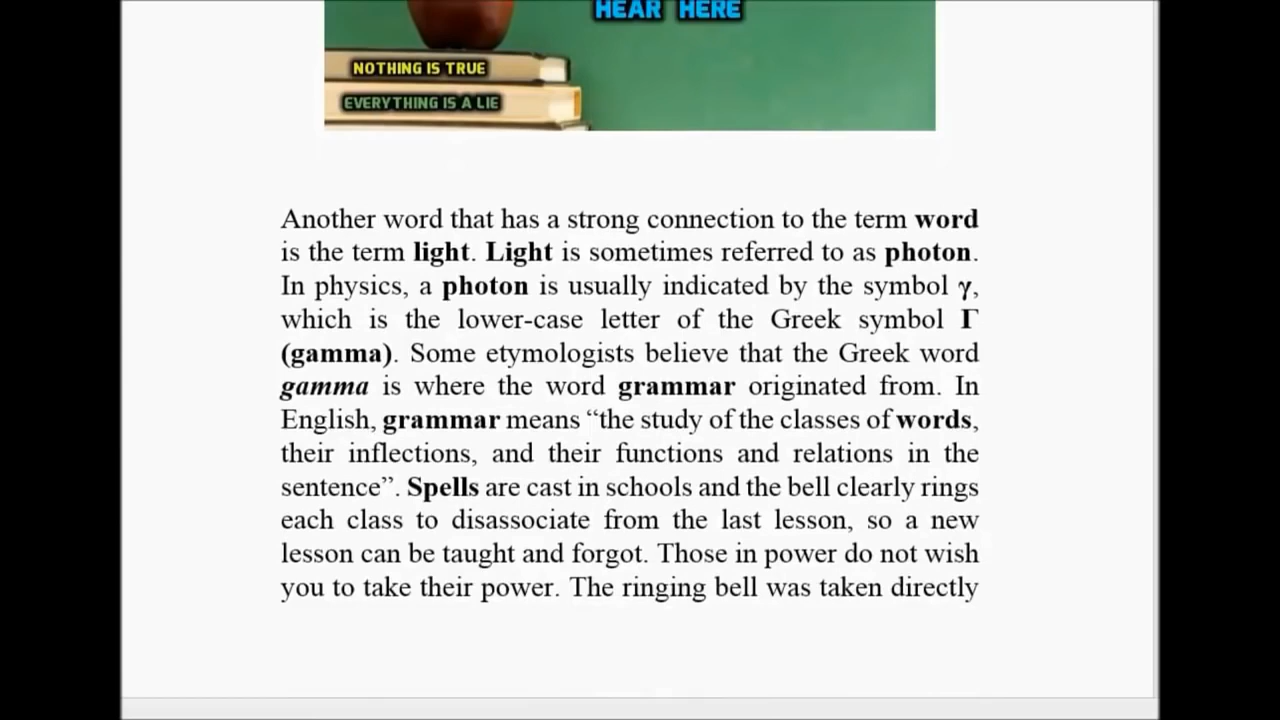 HEAR HERE
NOTHING IS TRUE
EVERYTHING IS A LIE
Another word that has a strong connection to the term word
is the term light. Light is sometimes referred to as photon.
In physics, a photon is usually indicated by the symbol γ,
which is the lower-case letter of the Greek symbol Γ
(gamma). Some etymologists believe that the Greek word
gamma is where the word grammar originated from. In
English, grammar means “the study of the classes of words,
their inflections, and their functions and relations in the
sentence”. Spells are cast in schools and the bell clearly rings
each class to disassociate from the last lesson, so a new
lesson can be taught and forgot. Those in power do not wish
you to take their power. The ringing bell was taken directly